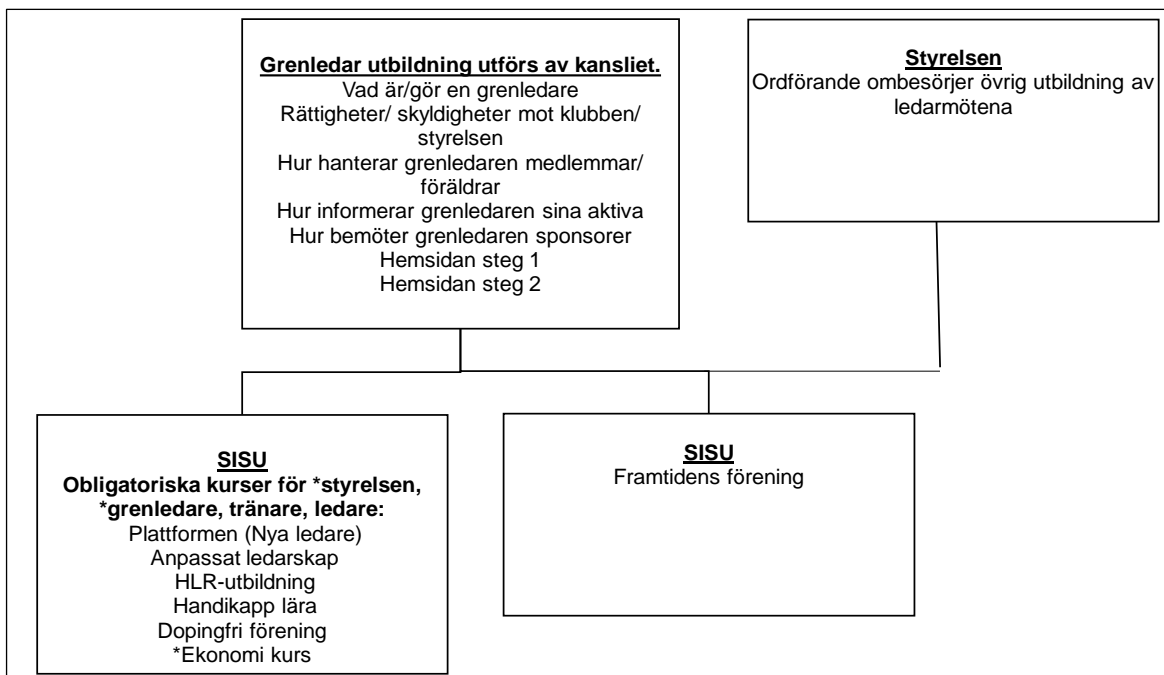 Grenledar utbildning utförs av kansliet.
Vad är/gör en grenledare
Rättigheter/ skyldigheter mot klubben/
styrelsen
Hur hanterar grenledaren medlemmar/
föräldrar
Hur informerar grenledaren sina aktiva
Hur bemöter grenledaren sponsorer
Hemsidan steg 1
Hemsidan steg 2
Styrelsen
Ordförande ombesörjer övrig utbildning av
ledarmötena
SISU
Obligatoriska kurser för *styrelsen,
*grenledare, tränare, ledare:
Plattformen (Nya ledare)
Anpassat ledarskap
HLR-utbildning
Handikapp lära
Dopingfri förening
*Ekonomi kurs
SISU
Framtidens förening